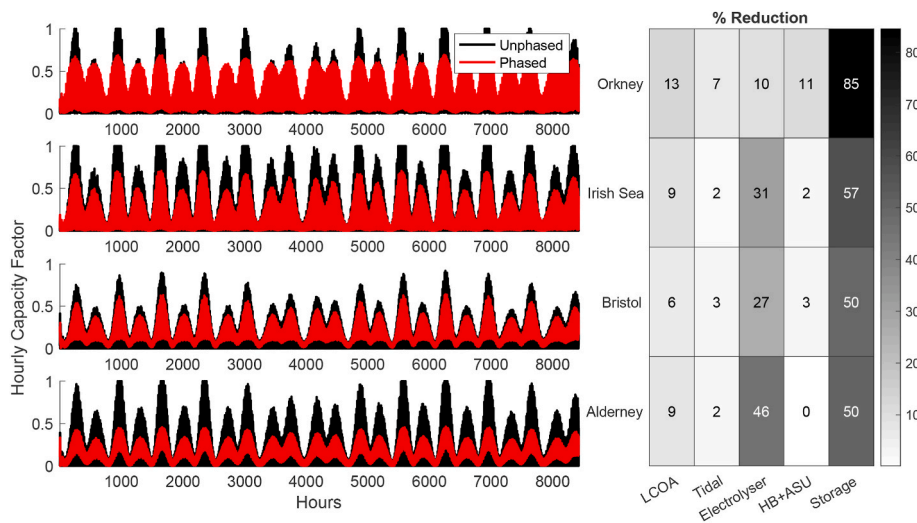 % Reduction
Hourly Capacity Factor
1
0.5
0
Unphased
Phased
1000 2000 3000 4000 5000 6000 7000 8000
1
0.5
0
1000 2000 3000 4000 5000 6000 7000 8000
1
0.5
0
1000 2000 3000 4000 5000 6000 7000 8000
1
0.5
0
1000 2000 3000 4000 5000 6000 7000 8000
Hours
Orkney 13 7 10 11 85
Irish Sea 9 2 31 2 57
Bristol 6 3 27 3 50
Alderney 9 2 46 0 50
LCOA Tidal Electrolyser HB+ASU Storage
80
70
60
50
40
30
20
10